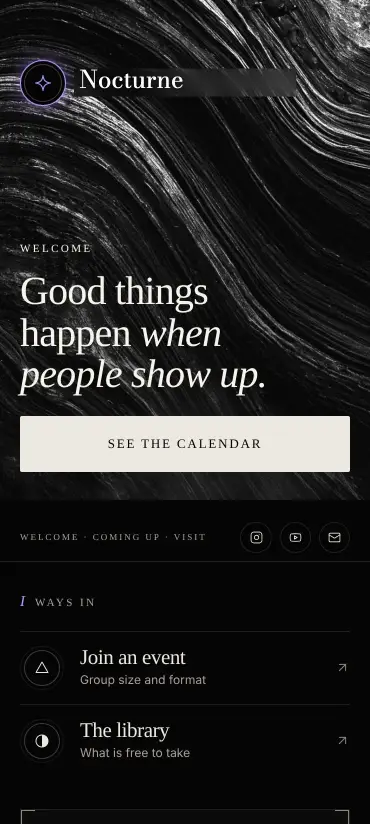 Nocturne
WELCOME
Good things
happen when
people show up.
SEE THE CALENDAR
WELCOME · COMING UP · VISIT
I WAYS IN
Join an event
Group size and format
The library
What is free to take